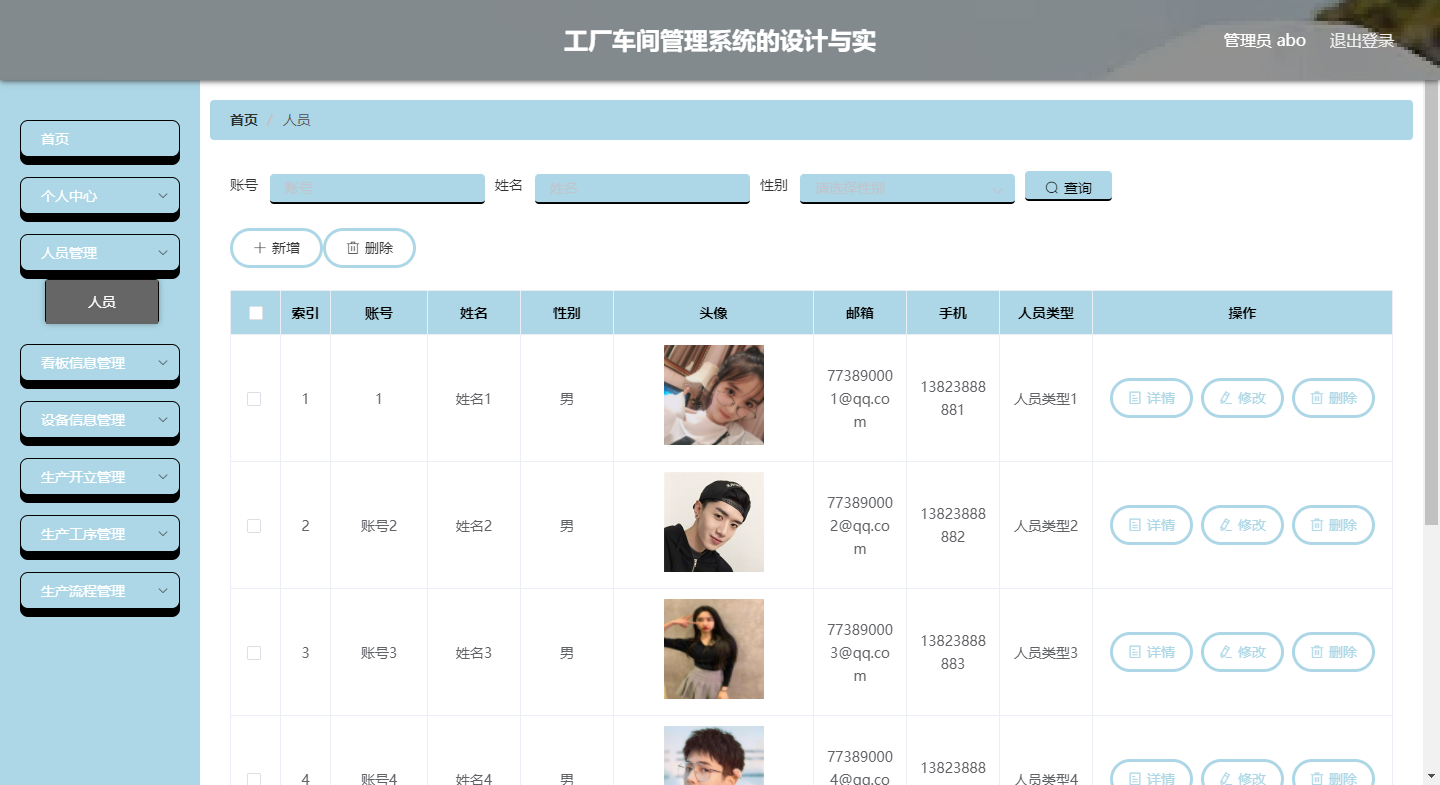 工厂车间管理系统的设计与实
管理员 abo 退出登录
首页
个人中心
人员管理
人员
看板信息管理
设备信息管理
生产开立管理
生产工序管理
生产流程管理
首页 / 人员
账号 账号 姓名 姓名 性别 请选择性别 查询
新增 删除
索引 账号 姓名 性别 头像 邮箱 手机 人员类型 操作
1 1 姓名1 男 773890001@qq.com 13823888881 人员类型1 详情 修改 删除
2 账号2 姓名2 男 773890002@qq.com 13823888882 人员类型2 详情 修改 删除
3 账号3 姓名3 男 773890003@qq.com 13823888883 人员类型3 详情 修改 删除
4 账号4 姓名4 男 773890004@qq.co 13823888 人员类型4 详情 修改 删除